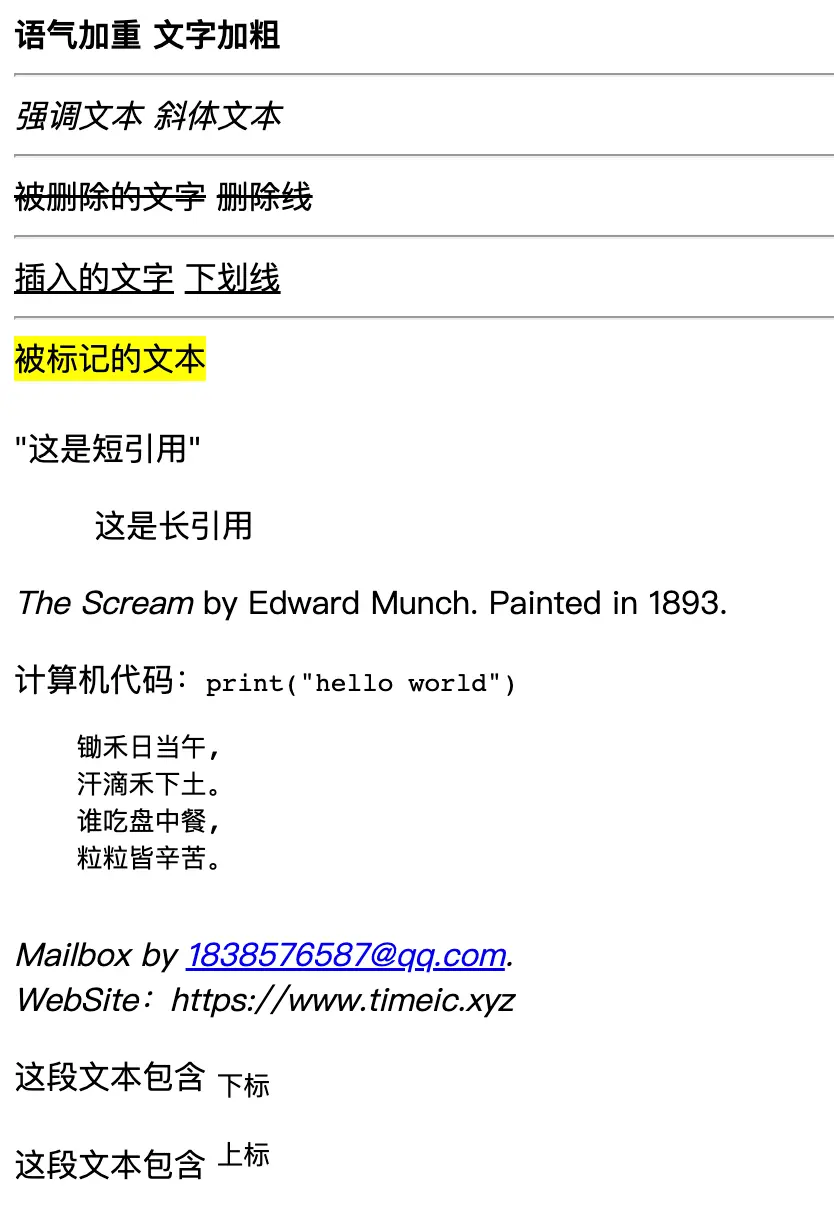 语气加重 文字加粗
强调文本 斜体文本
被删除的文字 删除线
插入的文字 下划线
被标记的文本
"这是短引用"
这是长引用
The Scream by Edward Munch. Painted in 1893.
计算机代码：print("hello world")
锄禾日当午，
汗滴禾下土。
谁吃盘中餐，
粒粒皆辛苦。
Mailbox by 1838576587@qq.com.
WebSite：https://www.timeic.xyz
这段文本包含 下标
这段文本包含 上标